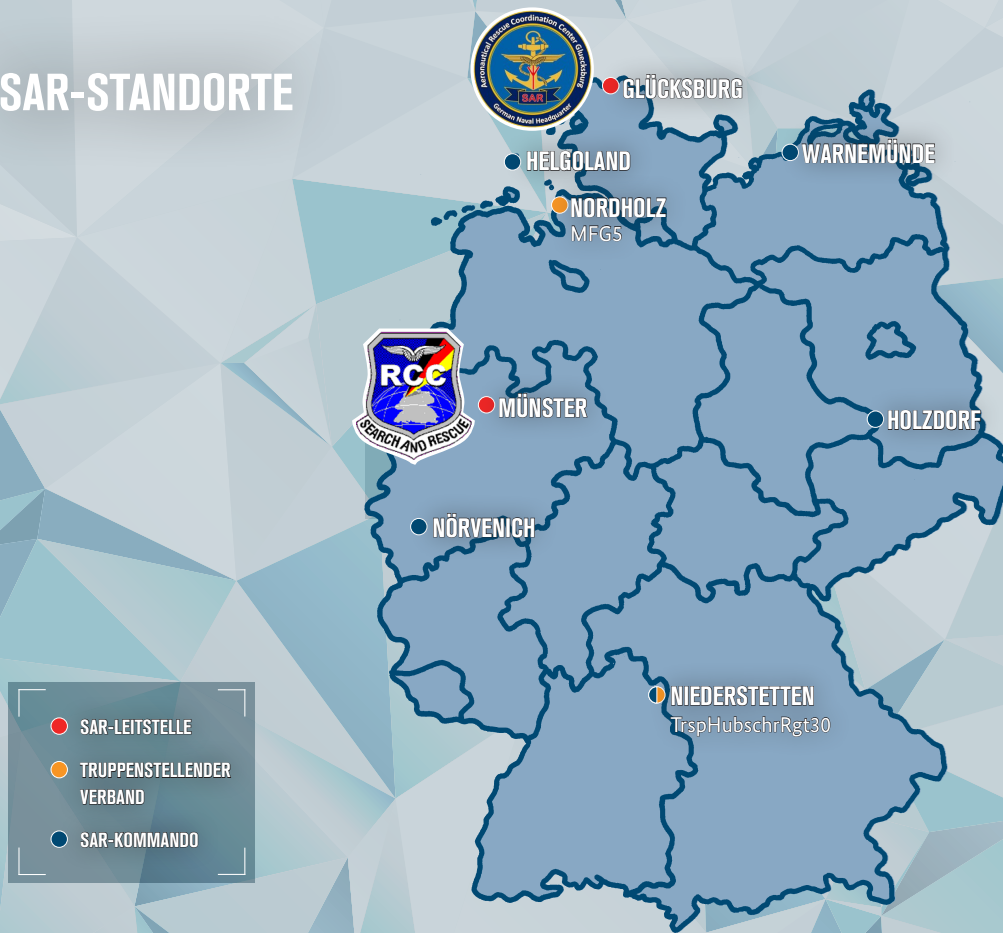 SAR-STANDORTE
Aeronautical Rescue Coordination Center Gluecksburg
SAR
German Naval Headquarter
GLÜCKSBURG
HELGOLAND
WARNEMÜNDE
NORDHOLZ
MFG5
RCC
SEARCH AND RESCUE
MÜNSTER
HOLZDORF
NÖRVENICH
NIEDERSTETTEN
TrspHubschrRgt30
SAR-LEITSTELLE
TRUPPENSTELLENDER
VERBAND
SAR-KOMMANDO